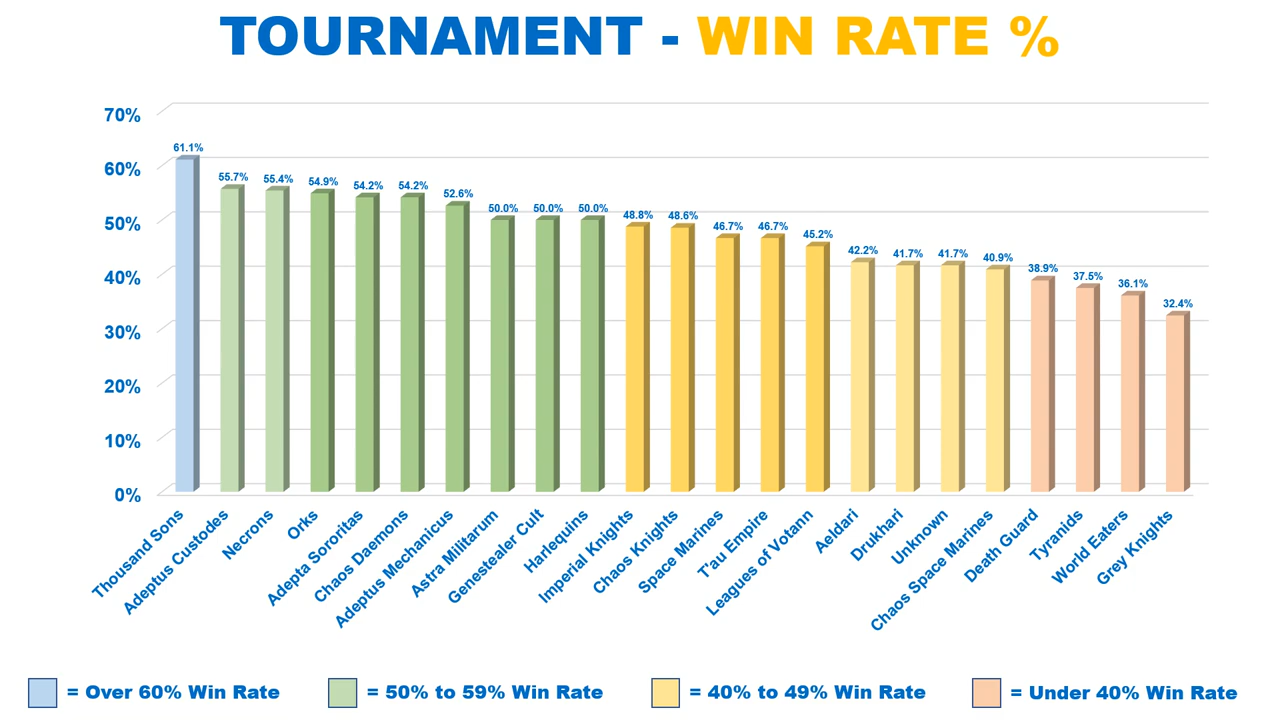 TOURNAMENT - WIN RATE %
70%
60%
50%
40%
30%
20%
10%
0%
61.1%
55.7%
55.4%
54.9%
54.2%
54.2%
52.6%
50.0%
50.0%
50.0%
48.8%
48.6%
46.7%
46.7%
45.2%
42.2%
41.7%
41.7%
40.9%
38.9%
37.5%
36.1%
32.4%
Thousand Sons
Adeptus Custodes
Necrons
Orks
Adepta Sororitas
Chaos Daemons
Adeptus Mechanicus
Astra Militarum
Genestealer Cult
Harlequins
Imperial Knights
Chaos Knights
Space Marines
T'au Empire
Leagues of Votann
Aeldari
Drukhari
Unknown
Chaos Space Marines
Death Guard
Tyranids
World Eaters
Grey Knights
= Over 60% Win Rate
= 50% to 59% Win Rate
= 40% to 49% Win Rate
= Under 40% Win Rate